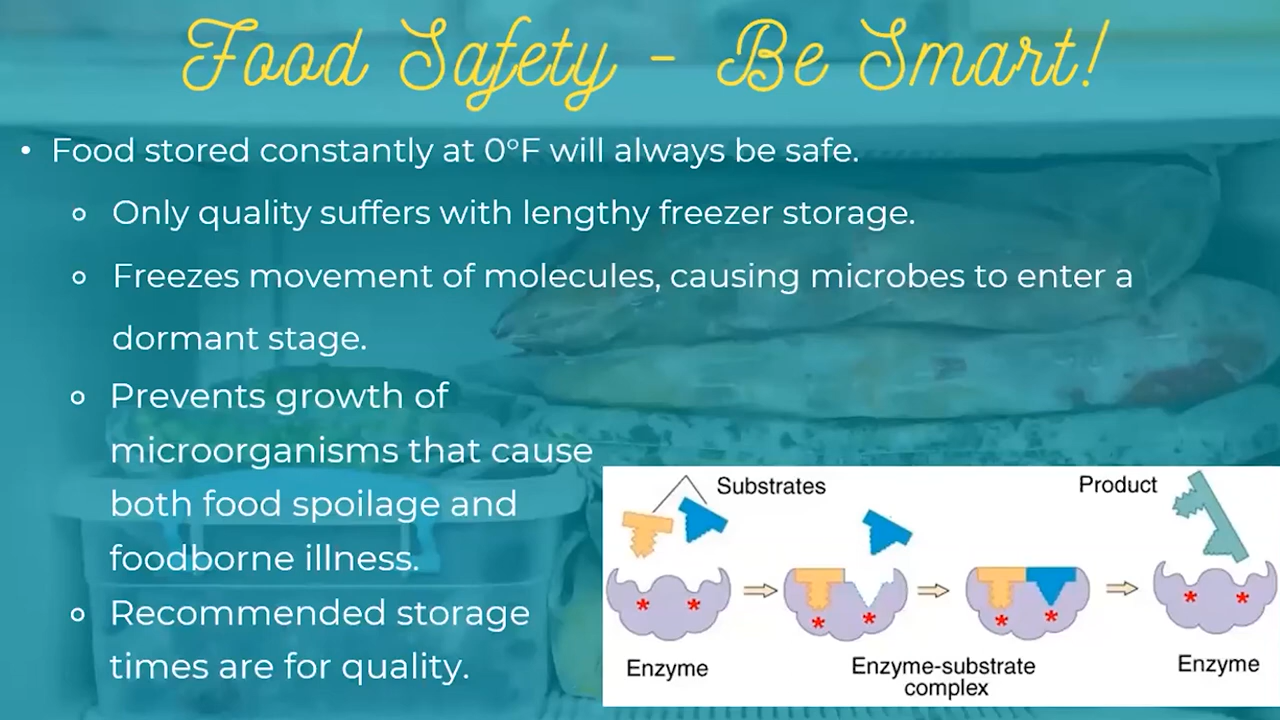 Food Safety - Be Smart!
• Food stored constantly at 0°F will always be safe.
○ Only quality suffers with lengthy freezer storage.
○ Freezes movement of molecules, causing microbes to enter a
dormant stage.
○ Prevents growth of
microorganisms that cause
both food spoilage and
foodborne illness.
○ Recommended storage
times are for quality.
Substrates
Product
* *
* *
* *
* *
Enzyme
Enzyme-substrate
complex
Enzyme